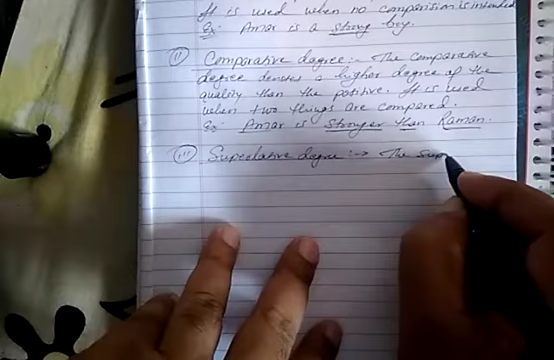 It is used when no comparision is intended
Ex:- Amar is a strong boy.
(ii) Comparative degree :- The comparative
degree denotes a higher degree of the
quality than the positive. It is used
when two things are compared.
Ex:- Amar is Stronger than Raman.
(iii) Superlative degree :-> The sup